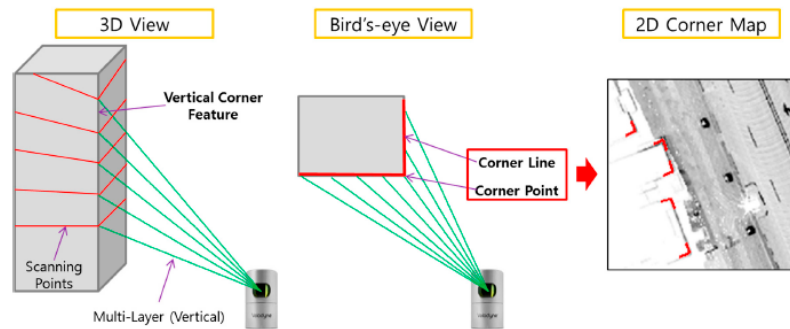 3D View
Bird's-eye View
2D Corner Map
Vertical Corner
Feature
Corner Line
Corner Point
Scanning
Points
Multi-Layer (Vertical)